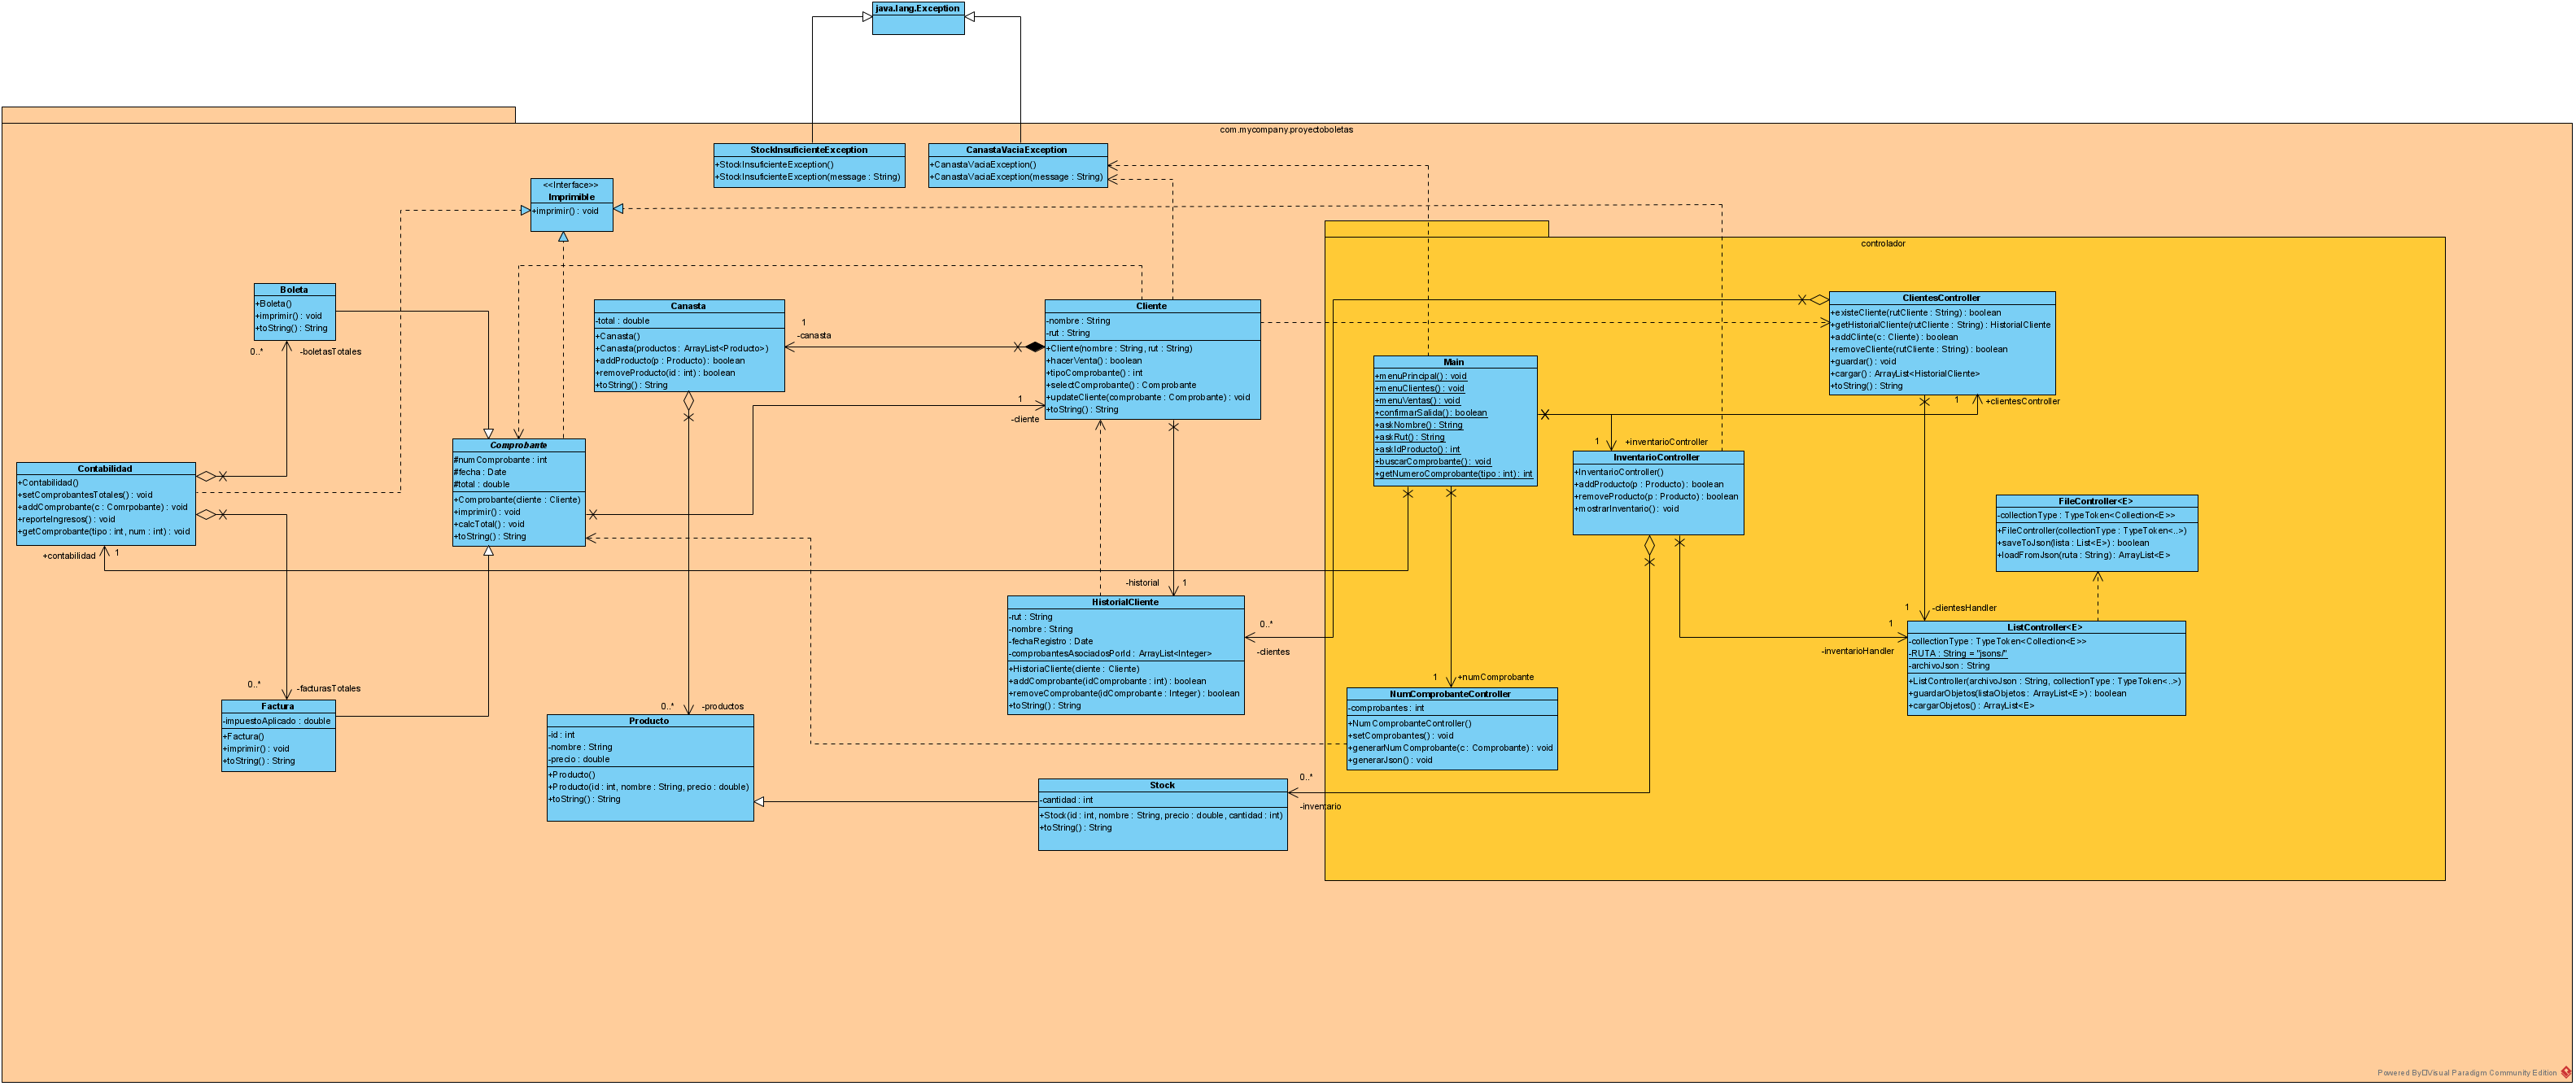 java.lang.Exception
com.mycompany.proyectoboletas
StockInsuficienteException
+StockInsuficienteException()
+StockInsuficienteException(message : String)
CanastaVaciaException
+CanastaVaciaException()
+CanastaVaciaException(message : String)
<<Interface>>
Imprimible
+imprimir() : void
controlador
Boleta
+Boleta()
+imprimir() : void
+toString() : String
0..*
-boletasTotales
Canasta
-total : double
+Canasta()
+Canasta(productos : ArrayList<Producto>)
+addProducto(p : Producto) : boolean
+removeProducto(id : int) : boolean
+toString() : String
1
-canasta
Cliente
-nombre : String
-rut : String
+Cliente(nombre : String, rut : String)
+hacerVenta() : boolean
+tipoComprobante() : int
+selectComprobante() : Comprobante
+updateCliente(comprobante : Comprobante) : void
+toString() : String
1
-cliente
ClientesController
+existeCliente(rutCliente : String) : boolean
+getHistorialCliente(rutCliente : String) : HistorialCliente
+addClinte(c : Cliente) : boolean
+removeCliente(rutCliente : String) : boolean
+guardar() : void
+cargar() : ArrayList<HistorialCliente>
+toString() : String
1
+clientesController
Main
+menuPrincipal() : void
+menuClientes() : void
+menuVentas() : void
+confirmarSalida() : boolean
+askNombre() : String
+askRut() : String
+askIdProducto() : int
+buscarComprobante() : void
+getNumeroComprobante(tipo : int) : int
1
+inventarioController
InventarioController
+InventarioController()
+addProducto(p : Producto) : boolean
+removeProducto(p : Producto) : boolean
+mostrarInventario() : void
Comprobante
#numComprobante : int
#fecha : Date
#total : double
+Comprobante(cliente : Cliente)
+imprimir() : void
+calcTotal() : void
+toString() : String
Contabilidad
+Contabilidad()
+setComprobantesTotales() : void
+addComprobante(c : Comrpobante) : void
+reporteIngresos() : void
+getComprobante(tipo : int, num : int) : void
+contabilidad
1
FileController<E>
-collectionType : TypeToken<Collection<E>>
+FileController(collectionType : TypeToken<..>)
+saveToJson(lista : List<E>) : boolean
+loadFromJson(ruta : String) : ArrayList<E>
-historial
1
HistorialCliente
-rut : String
-nombre : String
-fechaRegistro : Date
-comprobantesAsociadosPorId : ArrayList<Integer>
+HistoriaCliente(cliente : Cliente)
+addComprobante(idComprobante : int) : boolean
+removeComprobante(idComprobante : Integer) : boolean
+toString() : String
0..*
-clientes
1
-clientesHandler
1
-inventarioHandler
ListController<E>
-collectionType : TypeToken<Collection<E>>
-RUTA : String = "jsons/"
-archivoJson : String
+ListController(archivoJson : String, collectionType : TypeToken<..>)
+guardarObjetos(listaObjetos : ArrayList<E>) : boolean
+cargarObjetos() : ArrayList<E>
1
+numComprobante
NumComprobanteController
-comprobantes : int
+NumComprobanteController()
+setComprobantes() : void
+generarNumComprobante(c : Comprobante) : void
+generarJson() : void
0..*
-facturasTotales
Factura
-impuestoAplicado : double
+Factura()
+imprimir() : void
+toString() : String
0..*
-productos
Producto
-id : int
-nombre : String
-precio : double
+Producto()
+Producto(id : int, nombre : String, precio : double)
+toString() : String
Stock
-cantidad : int
+Stock(id : int, nombre : String, precio : double, cantidad : int)
+toString() : String
0..*
-inventario
Powered By Visual Paradigm Community Edition